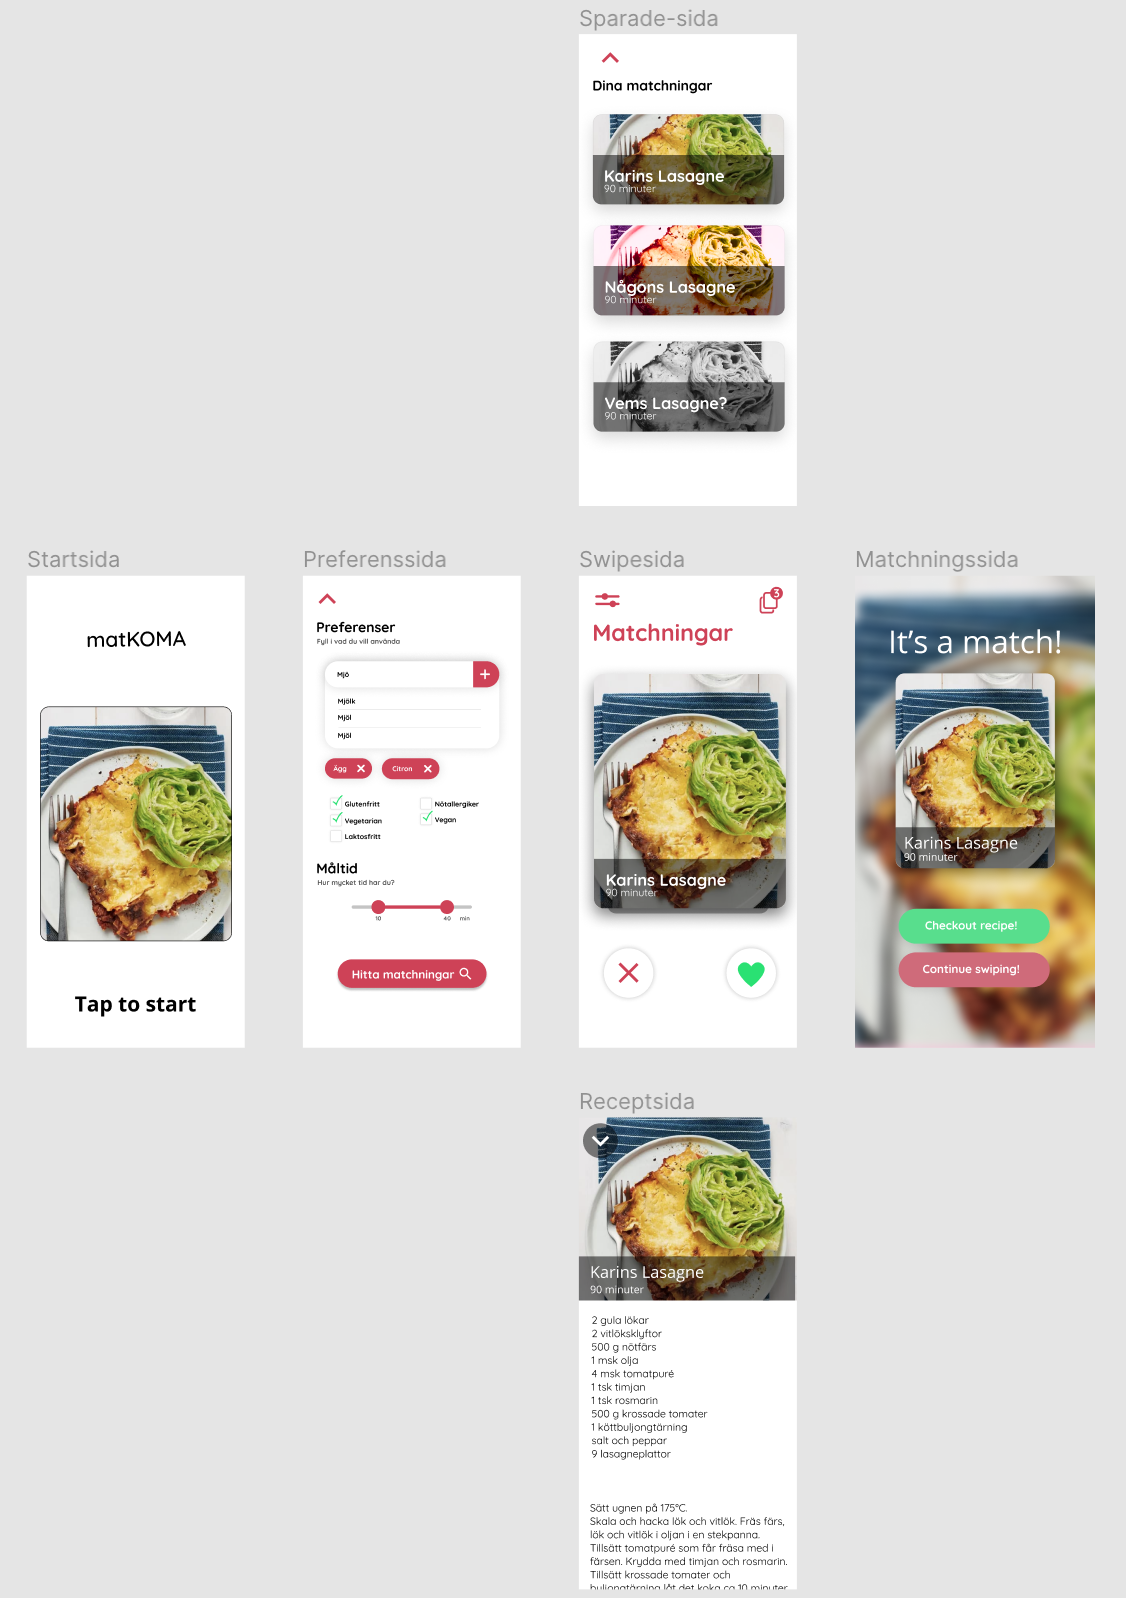 Sparade-sida
Dina matchningar
Karins Lasagne
90 minuter
Någons Lasagne
90 minuter
Vems Lasagne?
90 minuter
Startsida
matKOMA
Tap to start
Preferenssida
Preferenser
Fyll i vad du vill använda
Mjö
Mjölk
Mjöl
Mjöl
Ägg
Citron
Glutenfritt
Nötallergiker
Vegetarian
Vegan
Laktosfritt
Måltid
Hur mycket tid har du?
10 40 min
Hitta matchningar
Swipesida
3
Matchningar
Karins Lasagne
90 minuter
Matchningssida
It's a match!
Karins Lasagne
90 minuter
Checkout recipe!
Continue swiping!
Receptsida
Karins Lasagne
90 minuter
2 gula lökar
2 vitlöksklyftor
500 g nötfärs
1 msk olja
4 msk tomatpuré
1 tsk timjan
1 tsk rosmarin
500 g krossade tomater
1 köttbuljongtärning
salt och peppar
9 lasagneplattor
Sätt ugnen på 175°C.
Skala och hacka lök och vitlök. Fräs färs,
lök och vitlök i oljan i en stekpanna.
Tillsätt tomatpuré som får fräsa med i
färsen. Krydda med timjan och rosmarin.
Tillsätt krossade tomater och
buljongtärning låt det koka ca 10 minuter